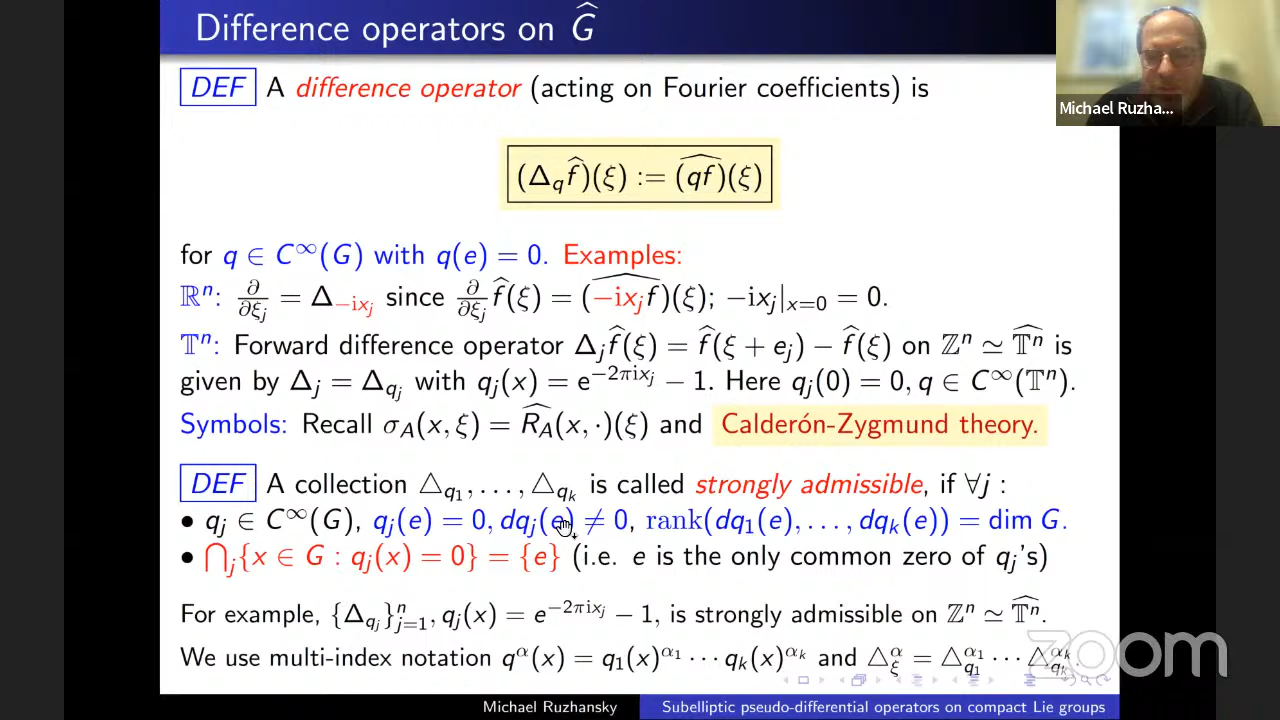 Difference operators on Ĝ
DEF A difference operator (acting on Fourier coefficients) is
(Δ_q f̂)(ξ) := (q̂f)(ξ)
for q ∈ C^∞(G) with q(e) = 0. Examples:
ℝⁿ: ∂/∂ξ_j = Δ_{−ix_j} since ∂/∂ξ_j f̂(ξ) = (−ix_j f)^(ξ); −ix_j|_{x=0} = 0.
𝕋ⁿ: Forward difference operator Δ_j f̂(ξ) = f̂(ξ + e_j) − f̂(ξ) on ℤⁿ ≃ 𝕋̂ⁿ is
given by Δ_j = Δ_{q_j} with q_j(x) = e^{−2πix_j} − 1. Here q_j(0) = 0, q ∈ C^∞(𝕋ⁿ).
Symbols: Recall σ_A(x, ξ) = R̂_A(x, ·)(ξ) and Calderón-Zygmund theory.
DEF A collection △_{q_1}, . . . , △_{q_k} is called strongly admissible, if ∀j :
• q_j ∈ C^∞(G), q_j(e) = 0, dq_j(e) ≠ 0, rank(dq_1(e), . . . , dq_k(e)) = dim G.
• ⋂_j{x ∈ G : q_j(x) = 0} = {e} (i.e. e is the only common zero of q_j's)
For example, {Δ_{q_j}}_{j=1}^n, q_j(x) = e^{−2πix_j} − 1, is strongly admissible on ℤⁿ ≃ 𝕋̂ⁿ.
We use multi-index notation q^α(x) = q_1(x)^{α_1} ··· q_k(x)^{α_k} and △_ξ^α = △_{q_1}^{α_1} ··· △_{q_k}^{α_k}.
Michael Ruzhansky
Subelliptic pseudo-differential operators on compact Lie groups
Michael Ruzha...
zoom